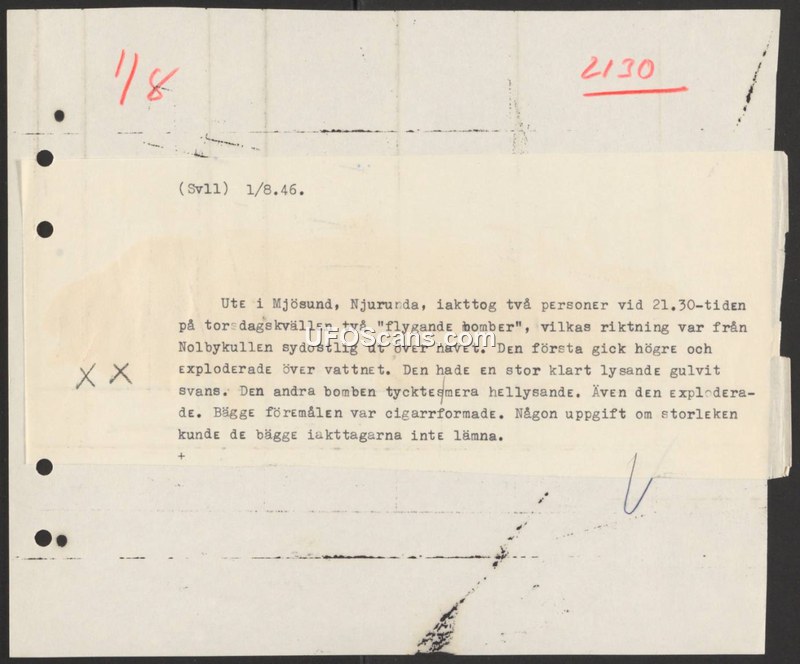 1/8
2130
(Svll) 1/8.46.
Ute i Mjösund, Njurunda, iakttog två personer vid 21.30-tiden
på torsdagskvällen två "flygande bomber", vilkas riktning var från
Nolbykullen sydostlig ut över havet. Den första gick högre och
exploderade över vattnet. Den hade en stor klart lysande gulvit
svans. Den andra bomben tycktes mera hellysande. Även den explodera-
de. Bägge föremålen var cigarrformade. Någon uppgift om storleken
kunde de bägge iakttagarna inte lämna.
+
X X
UFOScans.com